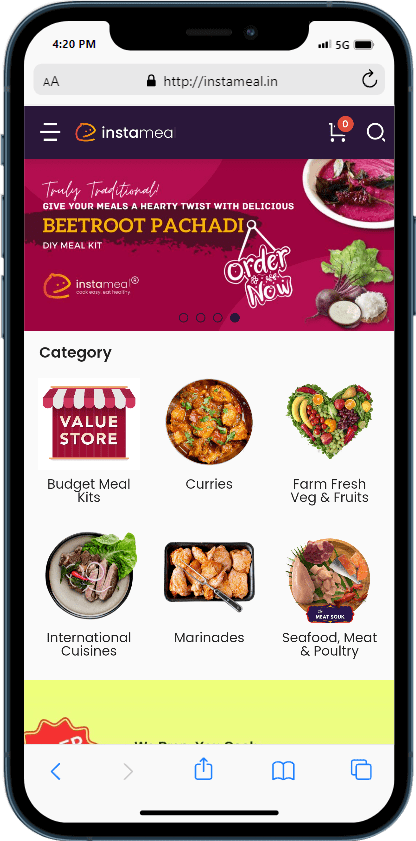 4:20 PM
5G
AA
http://instameal.in
instameal
0
Truly Traditional!
GIVE YOUR MEALS A HEARTY TWIST WITH DELICIOUS
BEETROOT PACHADI
DIY MEAL KIT
Order
Now
instameal®
cook easy. eat healthy
Category
VALUE
STORE
Budget Meal
Kits
Curries
Farm Fresh
Veg & Fruits
MEAT SOUK
International
Cuisines
Marinades
Seafood, Meat
& Poultry